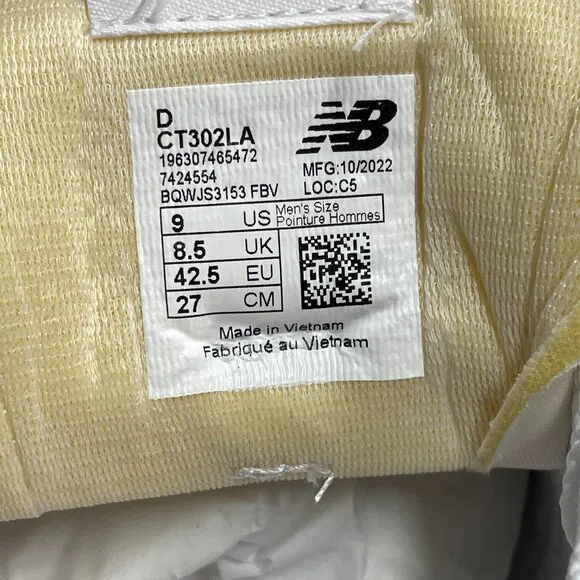 D
CT302LA
196307465472
7424554
BQWJS3153 FBV
NB
MFG:10/2022
LOC:C5
9 US Men's Size
Pointure Hommes
8.5 UK
42.5 EU
27 CM
Made in Vietnam
Fabriqué au Vietnam